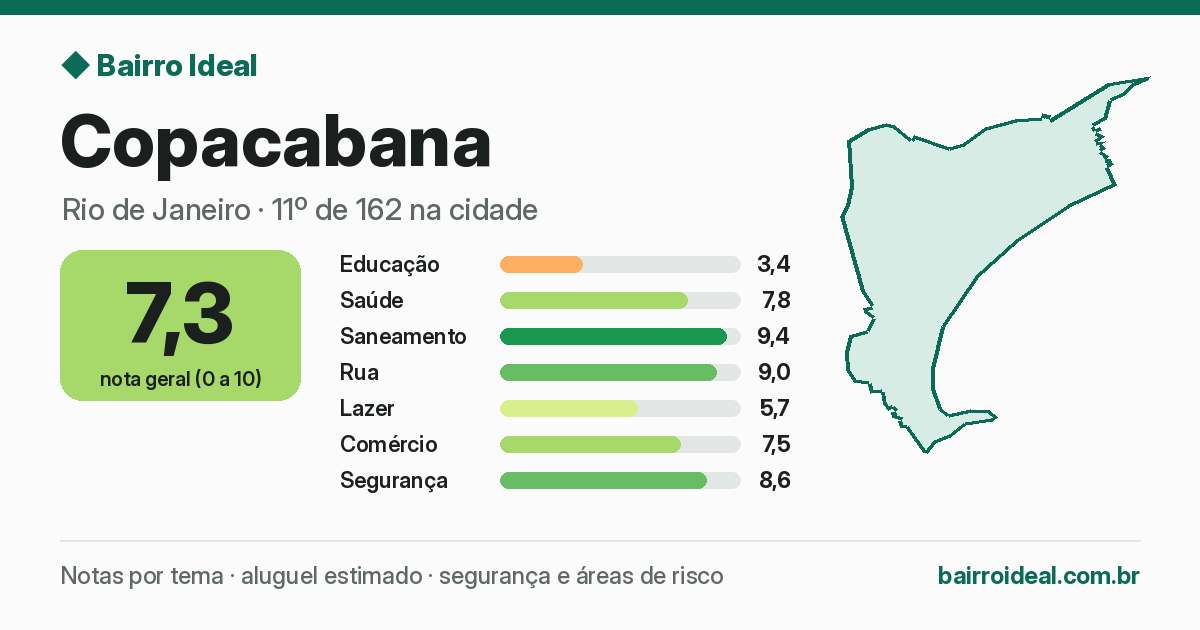 Bairro Ideal
Copacabana
Rio de Janeiro · 11º de 162 na cidade
7,3
nota geral (0 a 10)
Educação 3,4
Saúde 7,8
Saneamento 9,4
Rua 9,0
Lazer 5,7
Comércio 7,5
Segurança 8,6
Notas por tema · aluguel estimado · segurança e áreas de risco
bairroideal.com.br